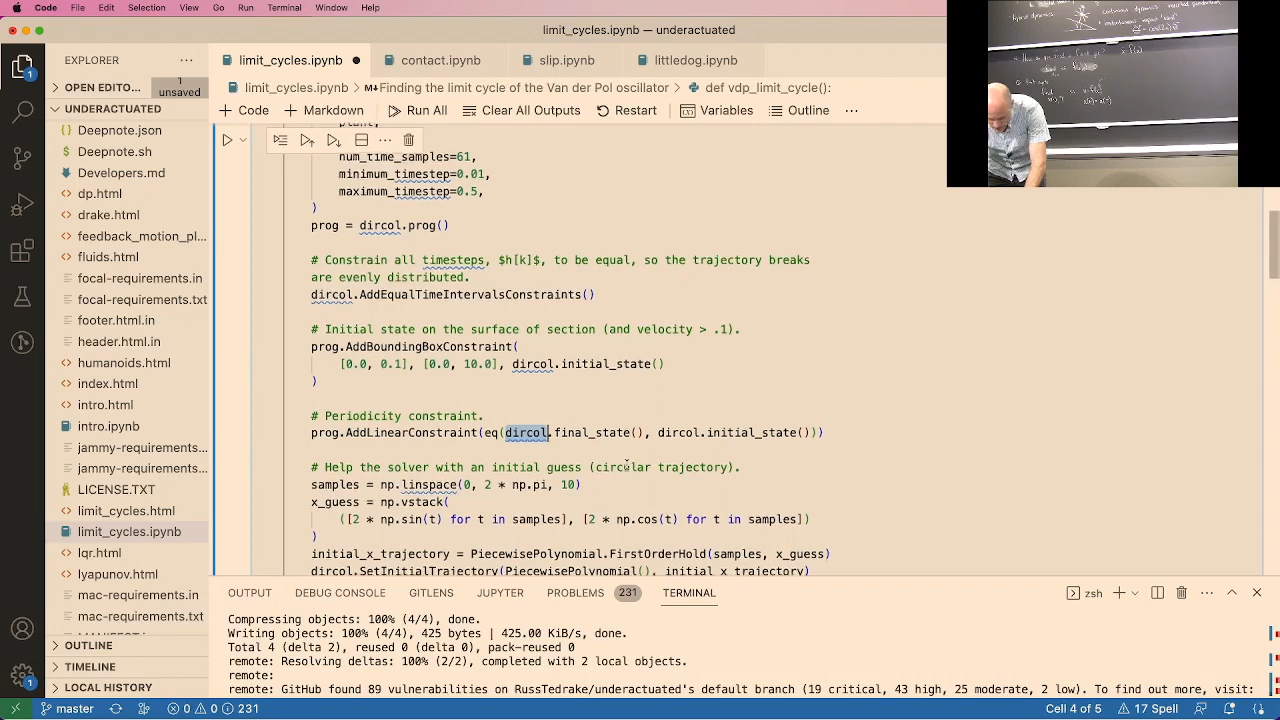 Code File Edit Selection View Go Run Terminal Window Help
limit_cycles.ipynb — underactuated
EXPLORER
OPEN EDITO... 1 unsaved
UNDERACTUATED
Deepnote.json
Deepnote.sh
Developers.md
dp.html
drake.html
feedback_motion_pl...
fluids.html
focal-requirements.in
focal-requirements.txt
footer.html.in
header.html.in
humanoids.html
index.html
intro.html
intro.ipynb
jammy-requirements...
jammy-requirements...
LICENSE.TXT
limit_cycles.html
limit_cycles.ipynb
lqr.html
lyapunov.html
mac-requirements.in
mac-requirements.txt
OUTLINE
TIMELINE
LOCAL HISTORY
limit_cycles.ipynb contact.ipynb slip.ipynb littledog.ipynb
limit_cycles.ipynb > Finding the limit cycle of the Van der Pol oscillator > def vdp_limit_cycle():
+ Code + Markdown Run All Clear All Outputs Restart Variables Outline ...
num_time_samples=61,
minimum_timestep=0.01,
maximum_timestep=0.5,
)
prog = dircol.prog()
# Constrain all timesteps, $h[k]$, to be equal, so the trajectory breaks
are evenly distributed.
dircol.AddEqualTimeIntervalsConstraints()
# Initial state on the surface of section (and velocity > .1).
prog.AddBoundingBoxConstraint(
[0.0, 0.1], [0.0, 10.0], dircol.initial_state()
)
# Periodicity constraint.
prog.AddLinearConstraint(eq(dircol.final_state(), dircol.initial_state()))
# Help the solver with an initial guess (circular trajectory).
samples = np.linspace(0, 2 * np.pi, 10)
x_guess = np.vstack(
([2 * np.sin(t) for t in samples], [2 * np.cos(t) for t in samples])
)
initial_x_trajectory = PiecewisePolynomial.FirstOrderHold(samples, x_guess)
dircol.SetInitialTrajectory(PiecewisePolynomial(), initial_x_trajectory)
OUTPUT DEBUG CONSOLE GITLENS JUPYTER PROBLEMS 231 TERMINAL zsh
Compressing objects: 100% (4/4), done.
Writing objects: 100% (4/4), 425 bytes | 425.00 KiB/s, done.
Total 4 (delta 2), reused 0 (delta 0), pack-reused 0
remote: Resolving deltas: 100% (2/2), completed with 2 local objects.
remote:
remote: GitHub found 89 vulnerabilities on RussTedrake/underactuated's default branch (19 critical, 43 high, 25 moderate, 2 low). To find out more, visit:
master 0 0 231 Cell 4 of 5 17 Spell